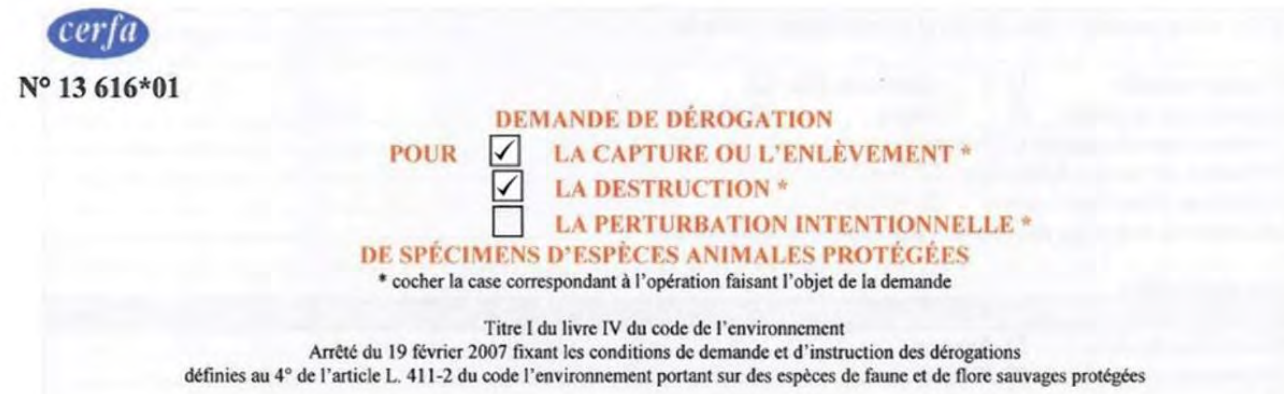 cerfa
N° 13 616*01
DEMANDE DE DÉROGATION
POUR ☑ LA CAPTURE OU L'ENLÈVEMENT *
☑ LA DESTRUCTION *
☐ LA PERTURBATION INTENTIONNELLE *
DE SPÉCIMENS D'ESPÈCES ANIMALES PROTÉGÉES
* cocher la case correspondant à l'opération faisant l'objet de la demande
Titre I du livre IV du code de l'environnement
Arrêté du 19 février 2007 fixant les conditions de demande et d'instruction des dérogations
définies au 4° de l'article L. 411-2 du code l'environnement portant sur des espèces de faune et de flore sauvages protégées